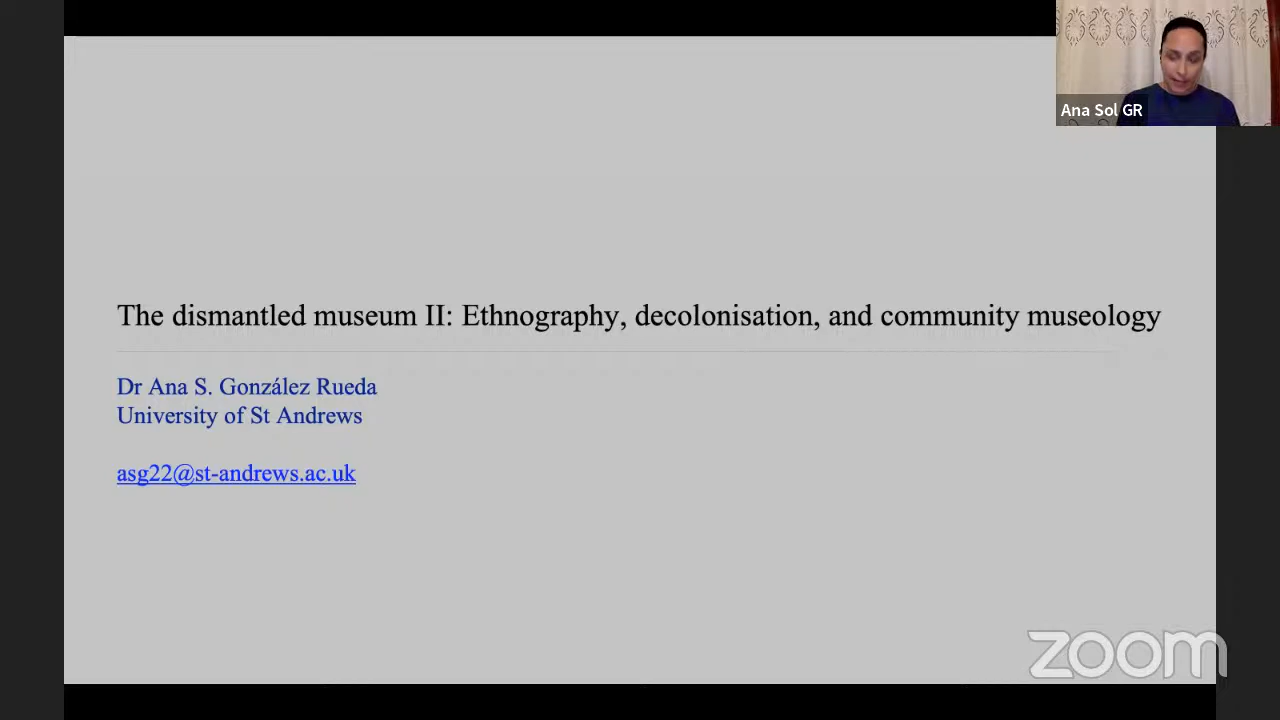 Ana Sol GR
The dismantled museum II: Ethnography, decolonisation, and community museology
Dr Ana S. González Rueda
University of St Andrews
asg22@st-andrews.ac.uk
zoom